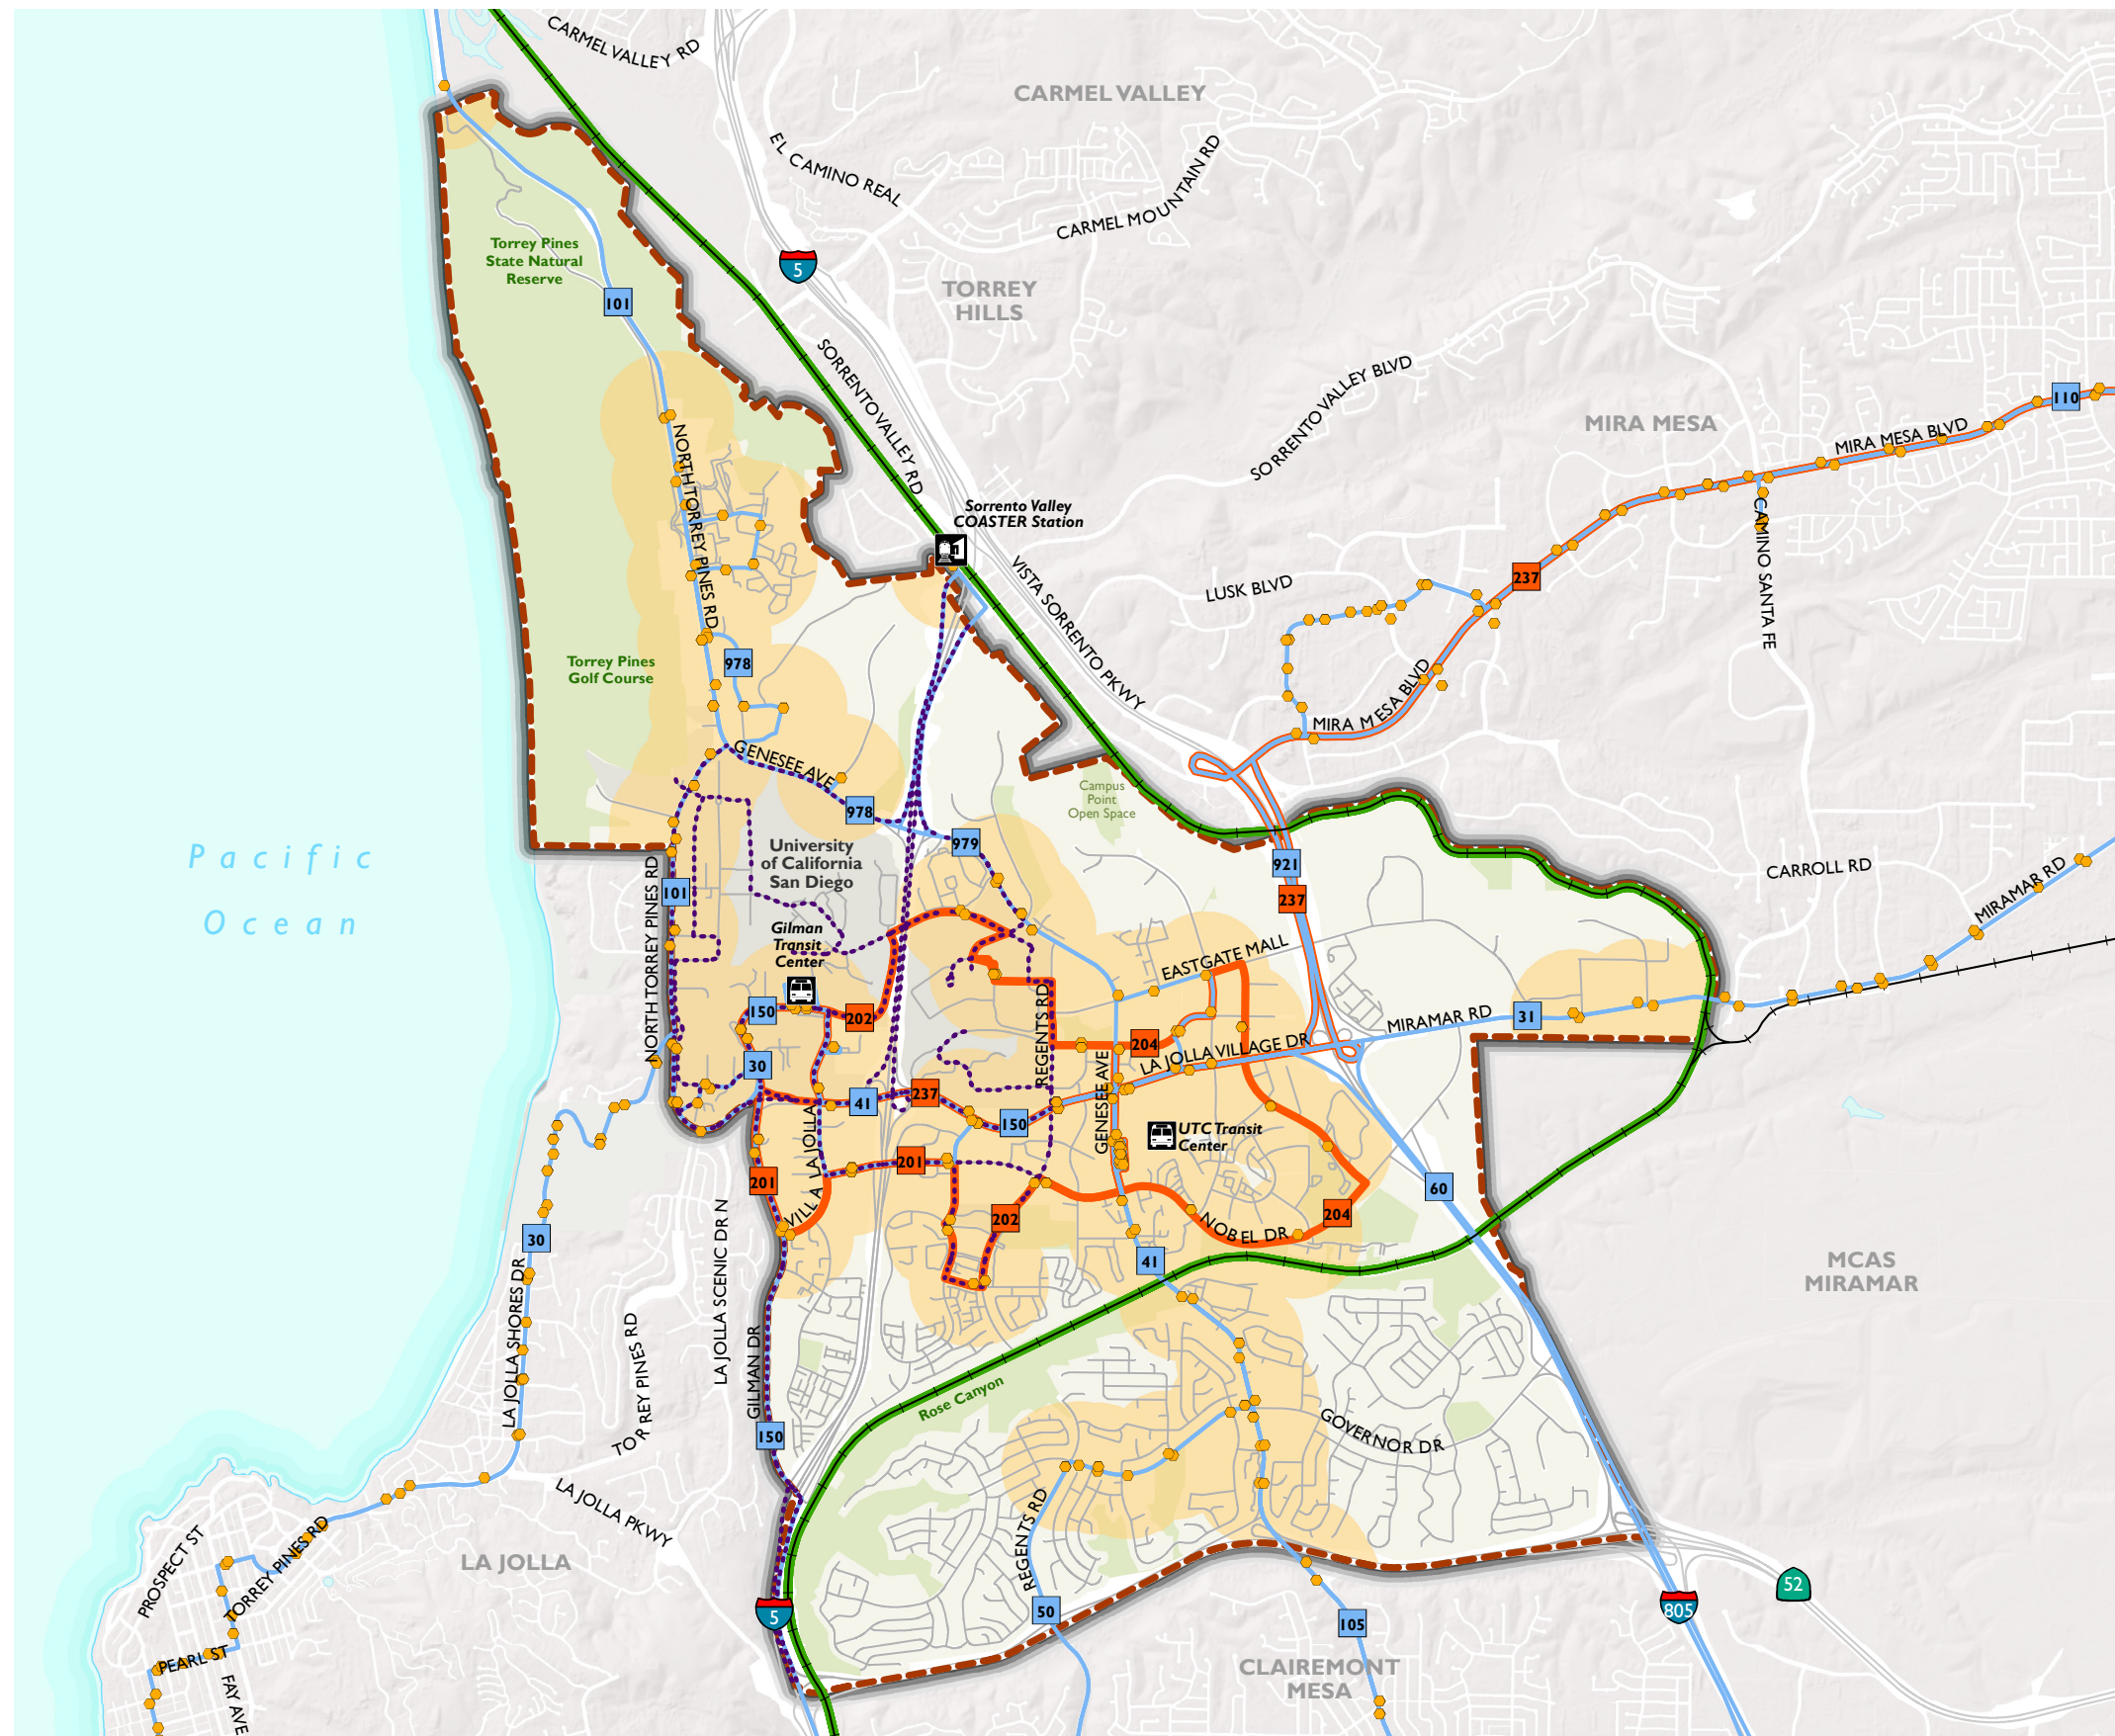 CARMEL VALLEY RD
CARMEL VALLEY
EL CAMINO REAL
CARMEL MOUNTAIN RD
Torrey Pines
State Natural
Reserve
5
101
TORREY
HILLS
SORRENTO VALLEY RD
SORRENTO VALLEY BLVD
MIRA MESA
110
MIRA MESA BLVD
NORTH TORREY PINES RD
Sorrento Valley
COASTER Station
CAMINO SANTA FE
VISTA SORRENTO PKWY
LUSK BLVD
237
Torrey Pines
Golf Course
978
MIRA MESA BLVD
GENESEE AVE
978
Campus
Point
Open Space
979
University
of California
San Diego
Pacific
Ocean
921
237
CARROLL RD
MIRAMAR RD
101
NORTH TORREY PINES RD
Gilman
Transit
Center
EASTGATE MALL
150
202
REGENTS RD
204
31
MIRAMAR RD
LA JOLLA VILLAGE DR
30
41
237
150
GENESEE AVE
UTC Transit
Center
VILLA LA JOLLA
201
201
60
202
204
NOBEL DR
30
41
LA JOLLA SCENIC DR N
LA JOLLA SHORES DR
TORREY PINES RD
GILMAN DR
MCAS
MIRAMAR
Rose Canyon
150
GOVERNOR DR
REGENTS RD
LA JOLLA PKWY
PROSPECT ST
TORREY PINES RD
LA JOLLA
5
50
105
805
52
PEARL ST
FAY AVE
CLAIREMONT
MESA